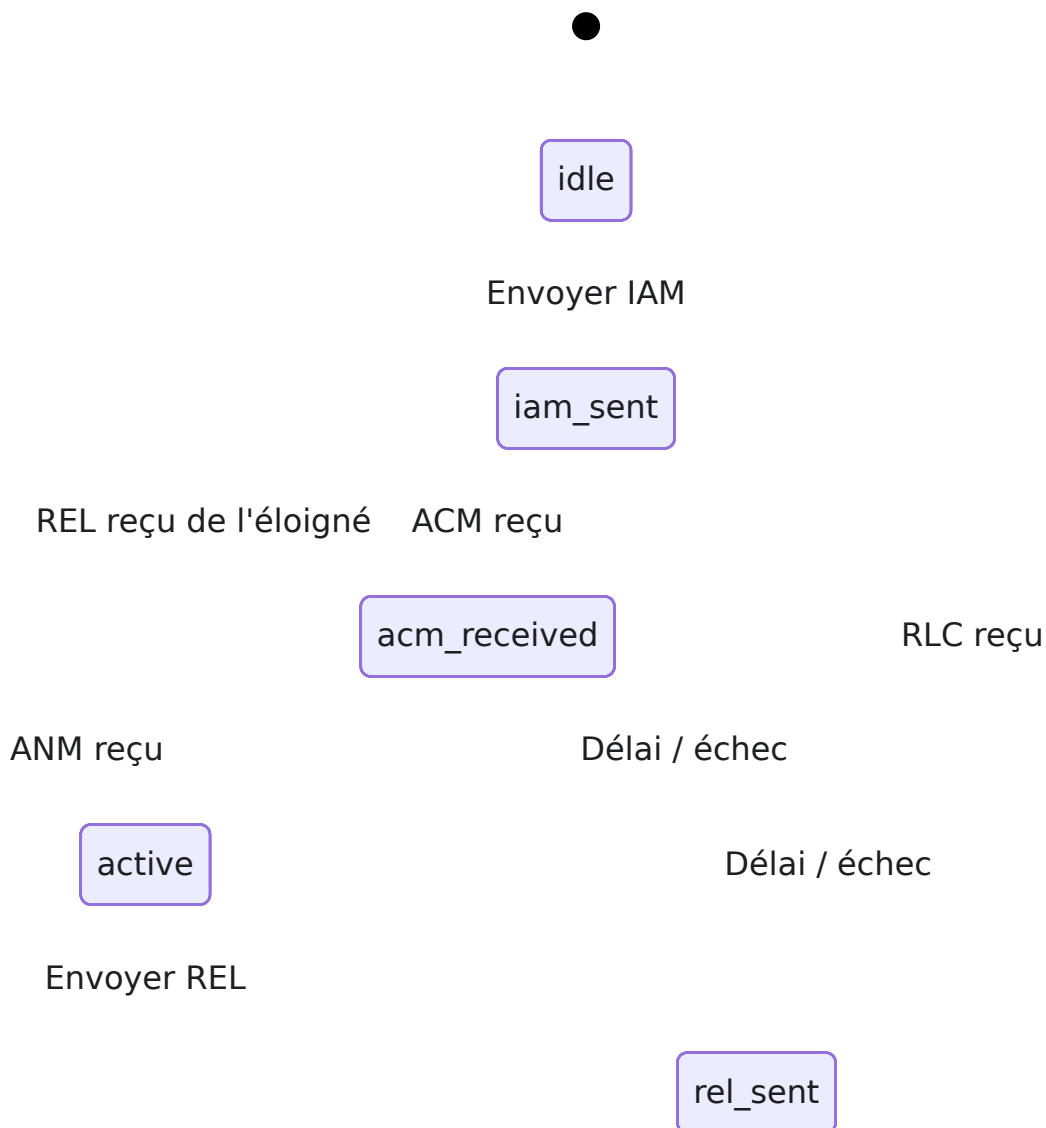 idle
Envoyer IAM
iam_sent
REL reçu de l'éloigné
ACM reçu
acm_received
RLC reçu
ANM reçu
Délai / échec
active
Délai / échec
Envoyer REL
rel_sent